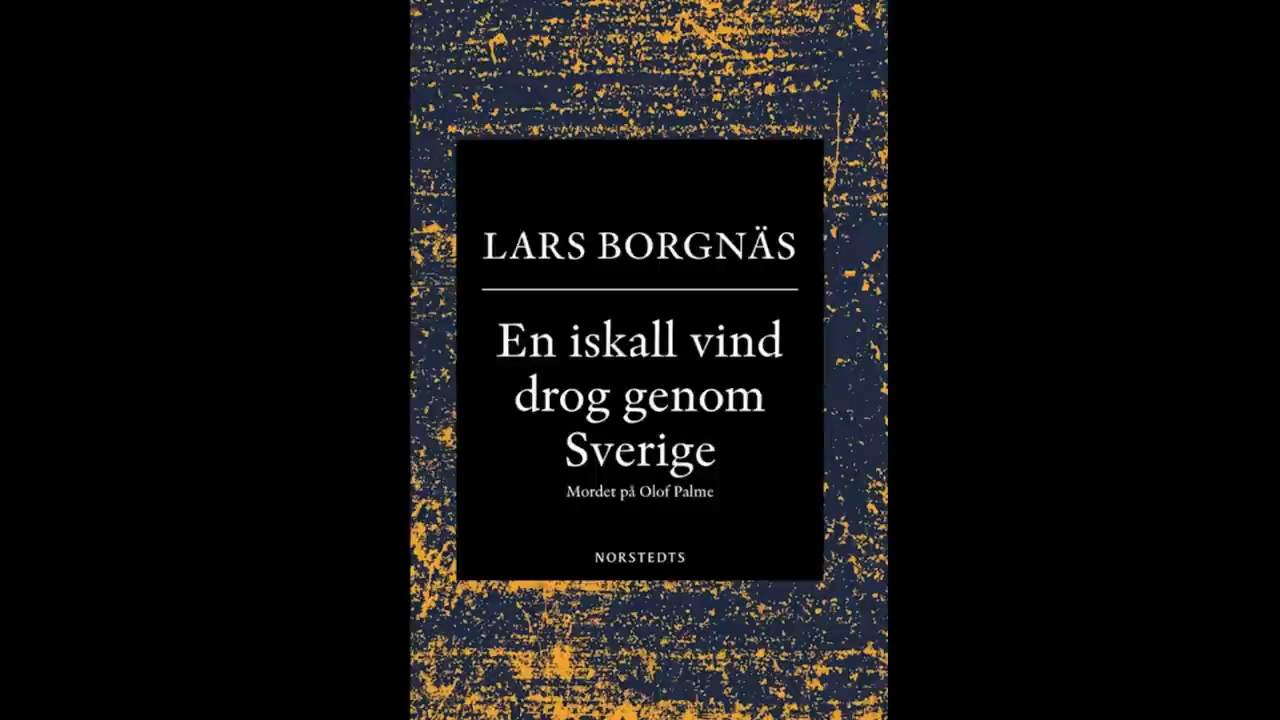 LARS BORGNÄS
En iskall vind
drog genom
Sverige
Mordet på Olof Palme
NORSTEDTS